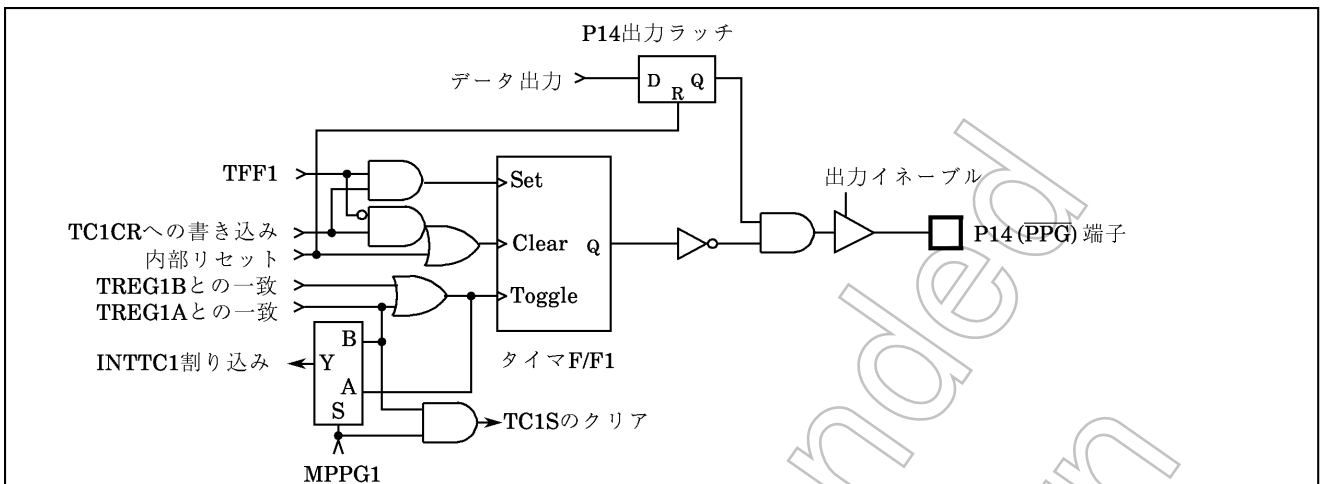 P14出力ラッチ
データ出力
D
Q
R
TFF1
Set
出力イネーブル
TC1CRへの書き込み
Clear
Q
P14 (PPG) 端子
内部リセット
TREG1Bとの一致
Toggle
TREG1Aとの一致
B
INTTC1割り込み
Y
タイマF/F1
A
S
TC1Sのクリア
MPPG1